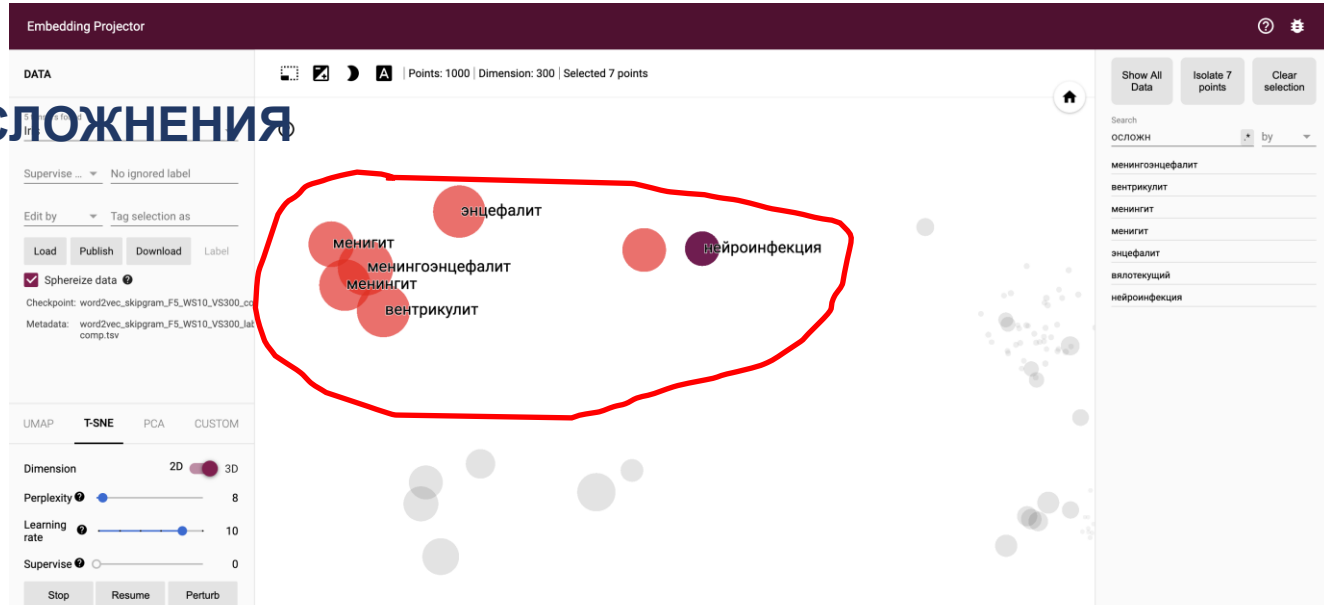 Embedding Projector
DATA
Points: 1000 | Dimension: 300 | Selected 7 points
СЛОЖНЕНИЯ
Supervise ... No ignored label
Edit by Tag selection as
Load Publish Download Label
Sphereize data
Checkpoint: word2vec_skipgram_F5_WS10_VS300_co
Metadata: word2vec_skipgram_F5_WS10_VS300_lab
comp.tsv
UMAP T-SNE PCA CUSTOM
Dimension 2D 3D
Perplexity 8
Learning
rate 10
Supervise 0
Stop Resume Perturb
энцефалит
менигит
нейроинфекция
менингоэнцефалит
менингит
вентрикулит
Show All
Data
Isolate 7
points
Clear
selection
Search
осложн .* by
менингоэнцефалит
вентрикулит
менингит
менигит
энцефалит
вялотекущий
нейроинфекция